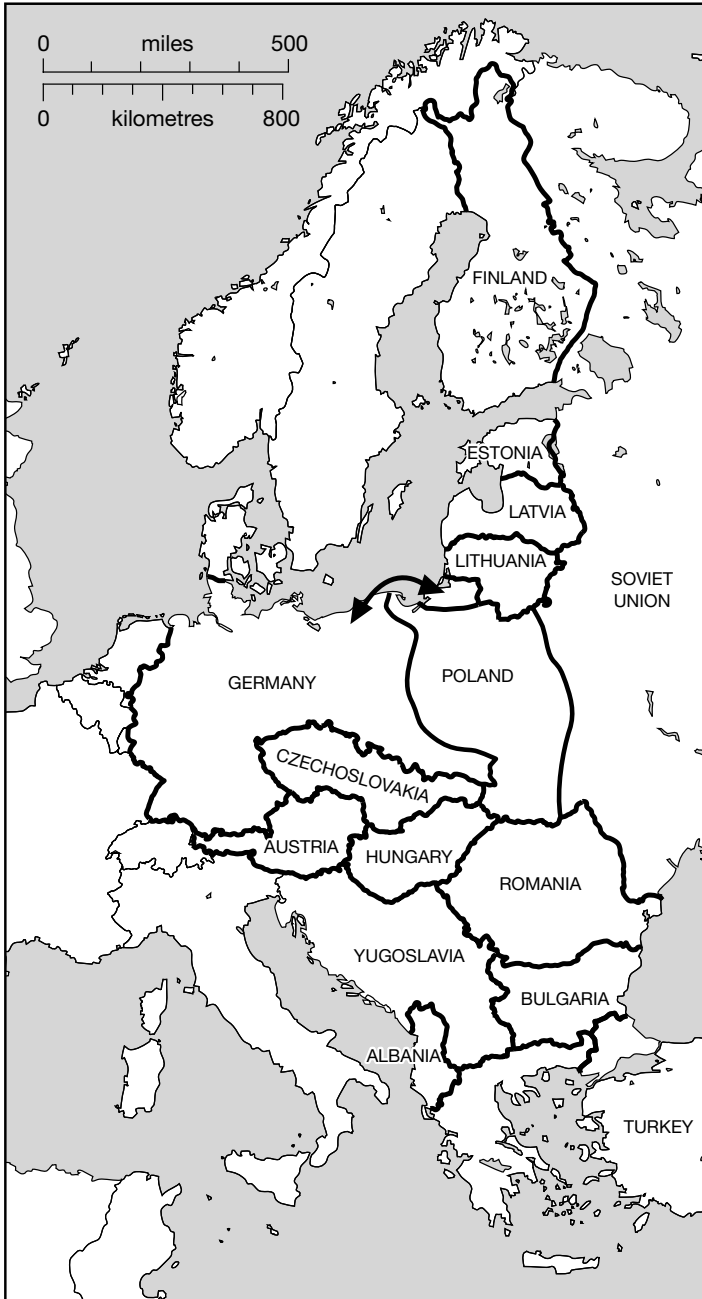 0 miles 500
0 kilometres 800
FINLAND
ESTONIA
LATVIA
LITHUANIA
SOVIET
UNION
GERMANY
POLAND
CZECHOSLOVAKIA
AUSTRIA
HUNGARY
ROMANIA
YUGOSLAVIA
BULGARIA
ALBANIA
TURKEY